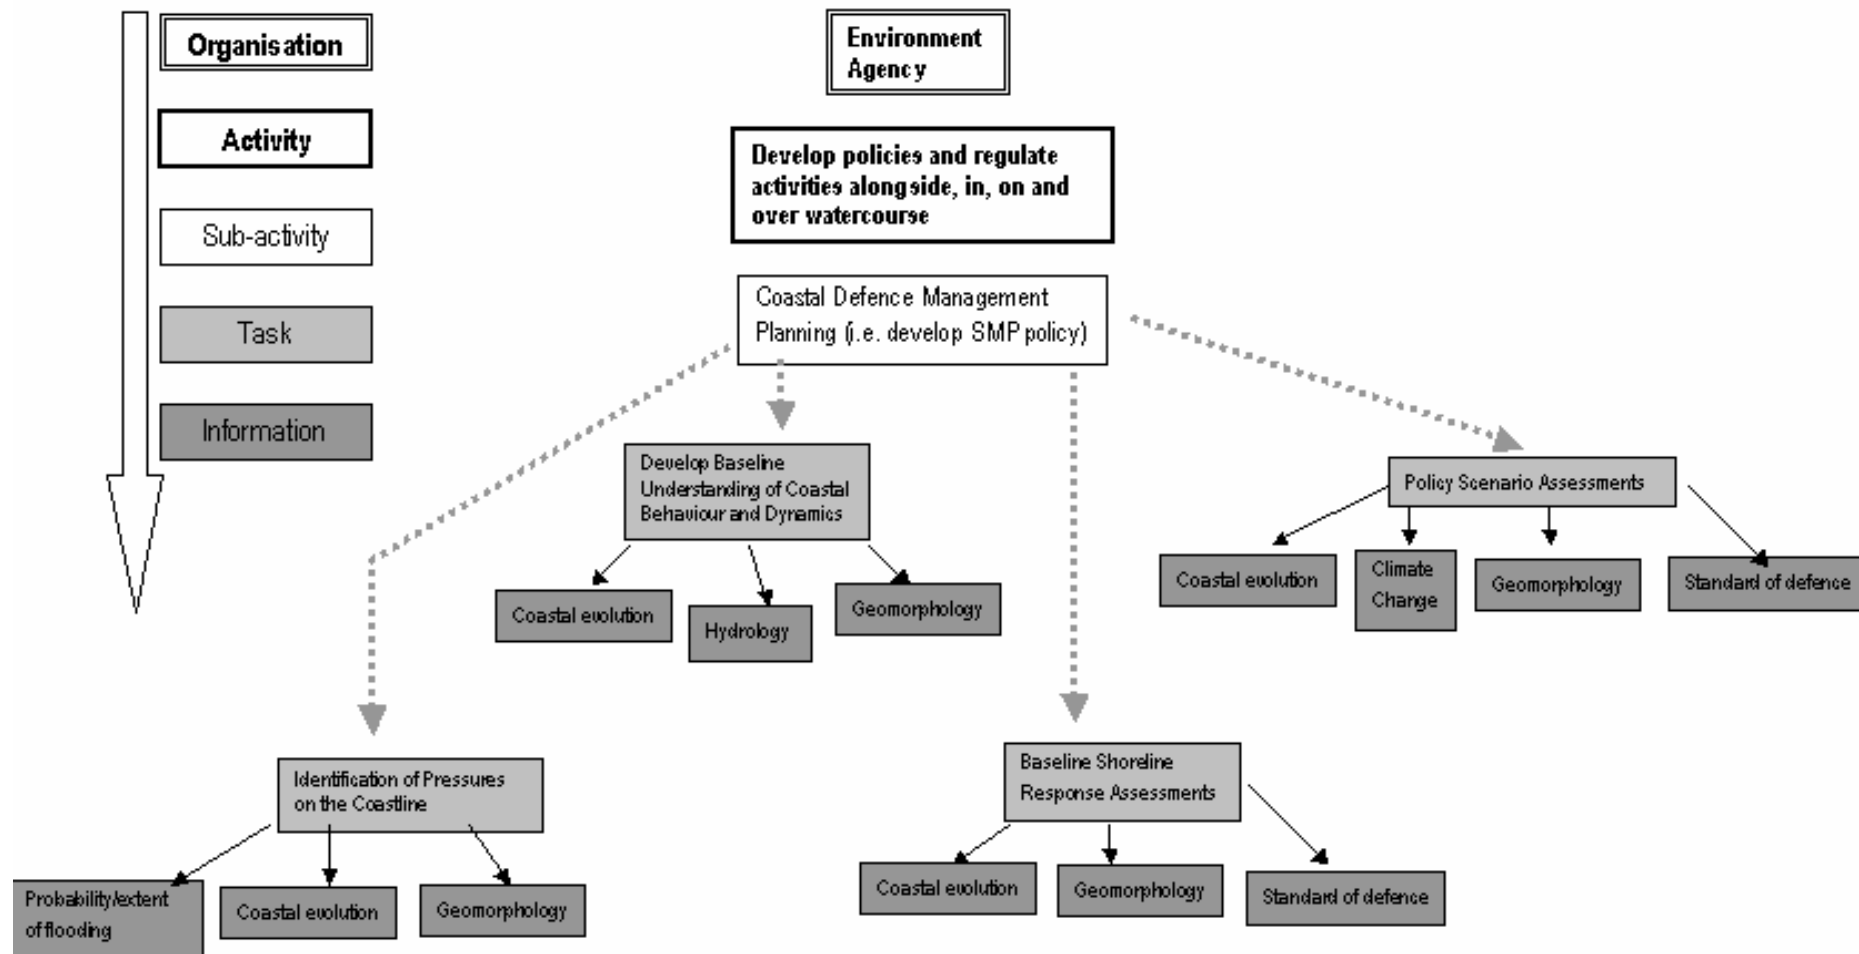 Organisation
Activity
Sub-activity
Task
Information
Environment
Agency
Develop policies and regulate
activities alongside, in, on and
over watercourse
Coastal Defence Management
Planning (i.e. develop SMP policy)
Develop Baseline
Understanding of Coastal
Behaviour and Dynamics
Coastal evolution
Hydrology
Geomorphology
Policy Scenario Assessments
Coastal evolution
Climate
Change
Geomorphology
Standard of defence
Identification of Pressures
on the Coastline
Probability/extent
of flooding
Coastal evolution
Geomorphology
Baseline Shoreline
Response Assessments
Coastal evolution
Geomorphology
Standard of defence